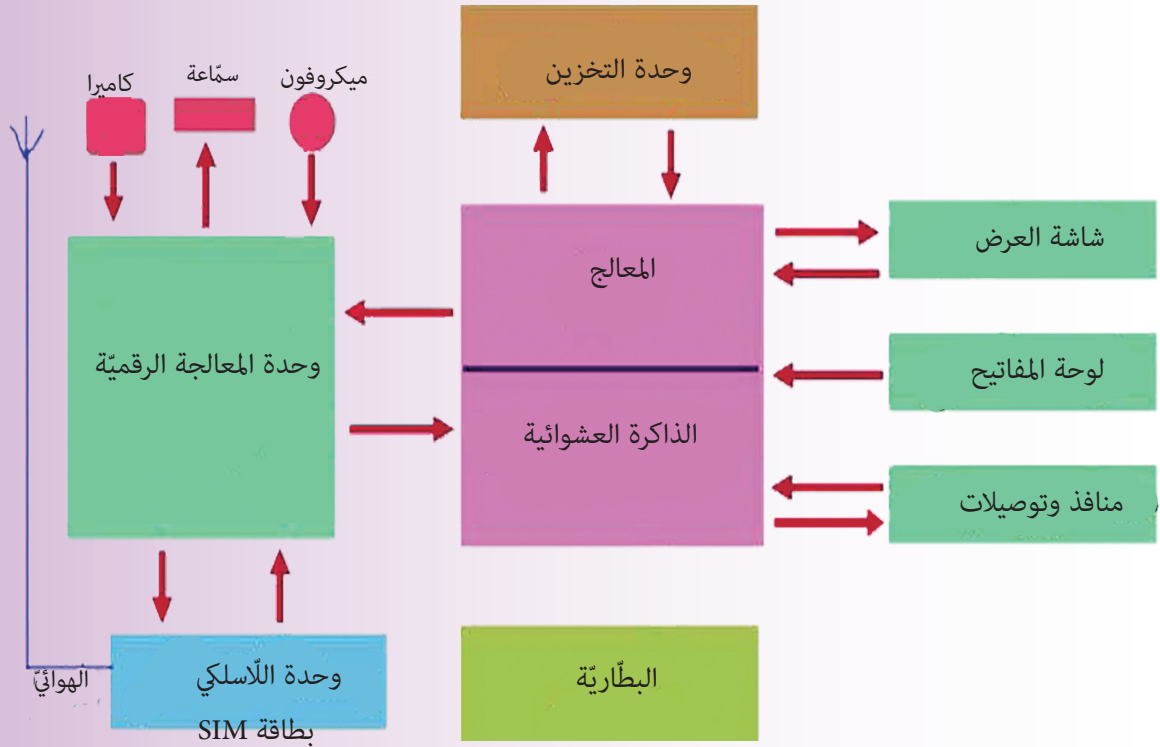 وحدة التخزين
ميكروفون
سمّاعة
كاميرا
شاشة العرض
المعالج
وحدة المعالجة الرقميّة
لوحة المفاتيح
الذاكرة العشوائية
منافذ وتوصيلات
البطّاريّة
وحدة اللّاسلكي
بطاقة SIM
الهوائيّ